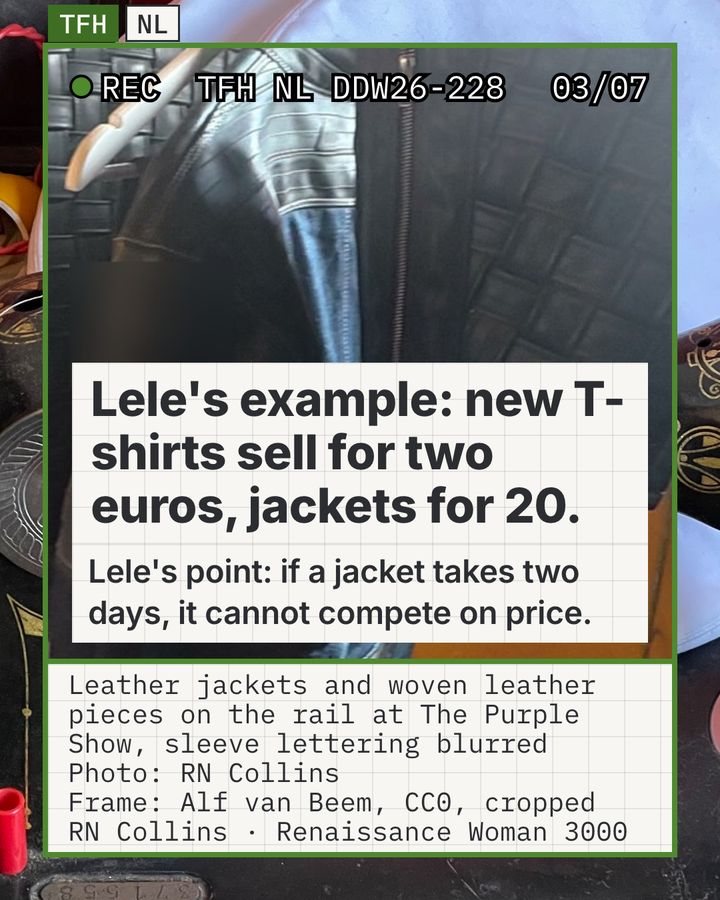 TFH NL
REC TFH NL DDW26-228 03/07
Lele's example: new T-
shirts sell for two
euros, jackets for 20.
Lele's point: if a jacket takes two
days, it cannot compete on price.
Leather jackets and woven leather
pieces on the rail at The Purple
Show, sleeve lettering blurred
Photo: RN Collins
Frame: Alf van Beem, CC0, cropped
RN Collins · Renaissance Woman 3000